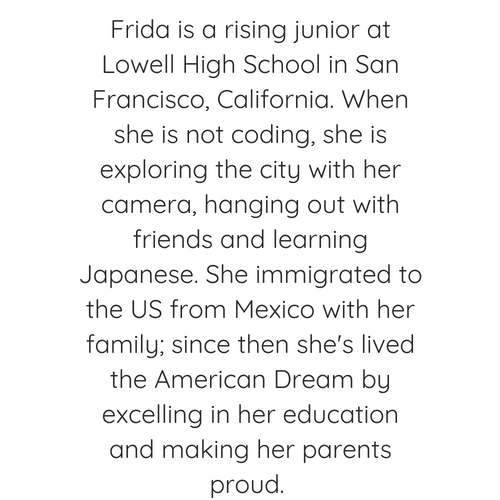 Frida is a rising junior at
Lowell High School in San
Francisco, California. When
she is not coding, she is
exploring the city with her
camera, hanging out with
friends and learning
Japanese. She immigrated to
the US from Mexico with her
family; since then she's lived
the American Dream by
excelling in her education
and making her parents
proud.